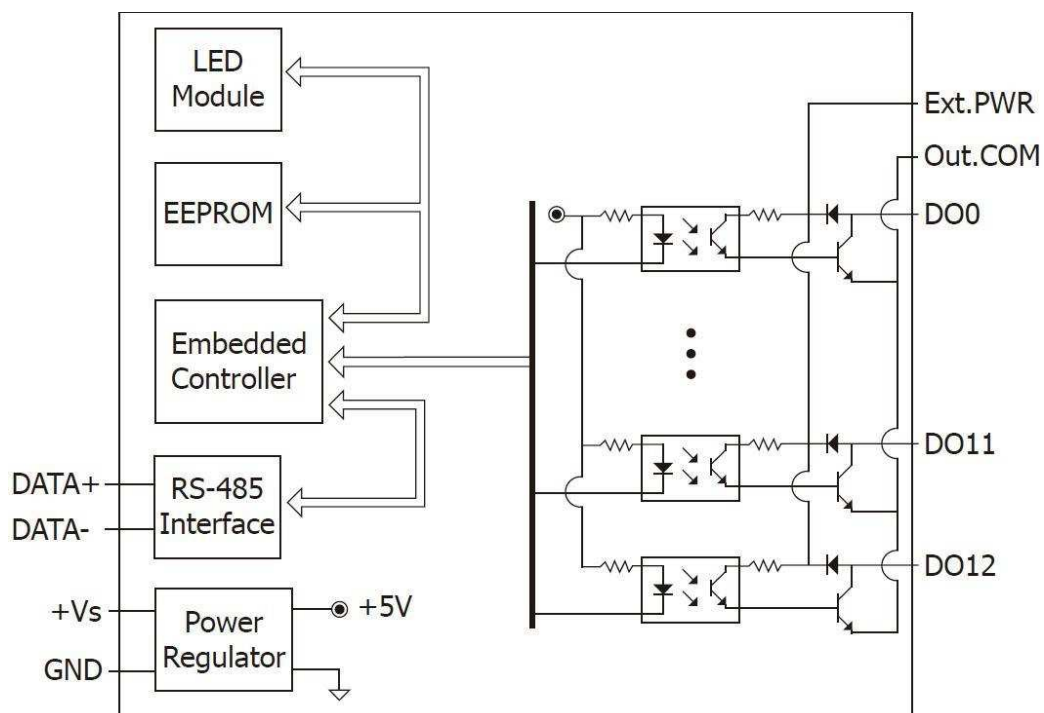 LED
Module
EEPROM
Embedded
Controller
DATA+
DATA-
RS-485
Interface
+Vs
GND
Power
Regulator
+5V
Ext.PWR
Out.COM
DO0
DO11
DO12